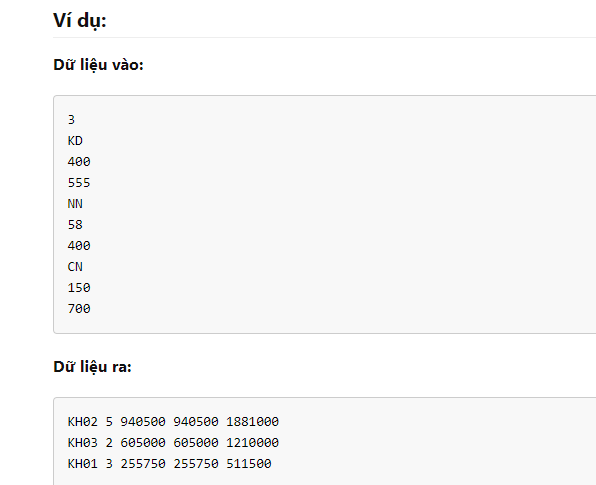 Ví dụ:
Dữ liệu vào:
3
KD
400
555
NN
58
400
CN
150
700
Dữ liệu ra:
KH02 5 940500 940500 1881000
KH03 2 605000 605000 1210000
KH01 3 255750 255750 511500